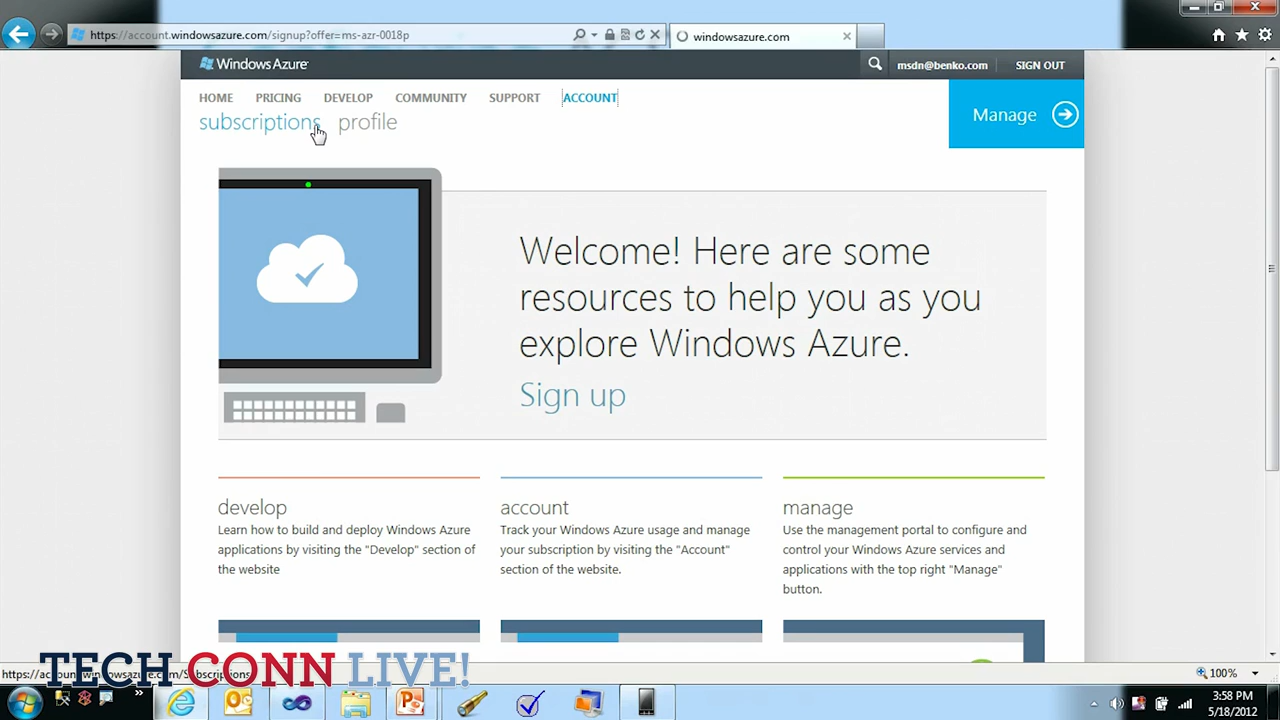 https://account.windowsazure.com/signup?offer=ms-azr-0018p
windowsazure.com
Windows Azure
msdn@benko.com
SIGN OUT
HOME PRICING DEVELOP COMMUNITY SUPPORT ACCOUNT
subscriptions profile
Manage
Welcome! Here are some
resources to help you as you
explore Windows Azure.
Sign up
develop
Learn how to build and deploy Windows Azure
applications by visiting the "Develop" section of
the website
account
Track your Windows Azure usage and manage
your subscription by visiting the "Account"
section of the website.
manage
Use the management portal to configure and
control your Windows Azure services and
applications with the top right "Manage"
button.
TECH CONN LIVE!
https://account.windowsazure.com/Subscriptions
100%
3:58 PM
5/18/2012